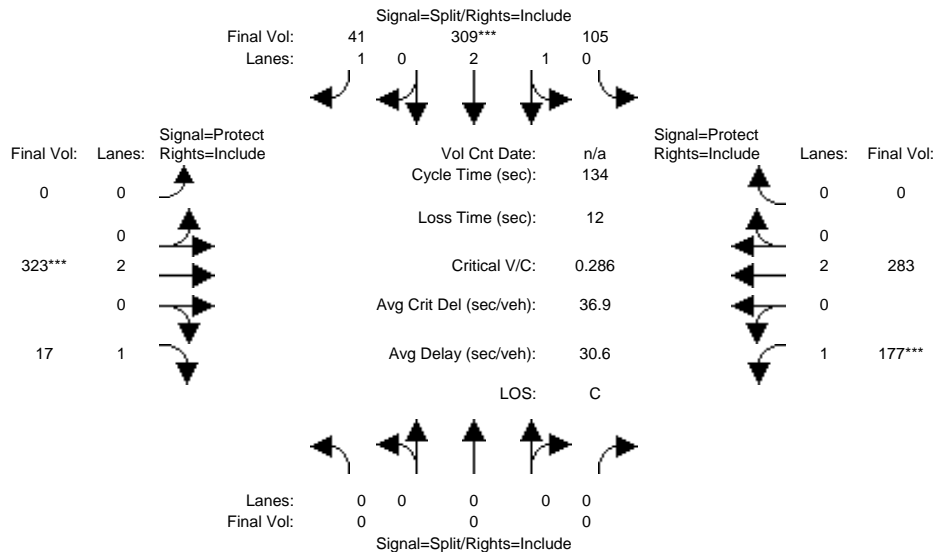 Signal=Split/Rights=Include
Final Vol: 41 309*** 105
Lanes: 1 0 2 1 0
Signal=Protect
Final Vol: Lanes: Rights=Include
Vol Cnt Date: n/a
Signal=Protect
Rights=Include Lanes: Final Vol:
Cycle Time (sec): 134
0 0
0 0
Loss Time (sec): 12
0
0
323*** 2
Critical V/C: 0.286
2 283
0
Avg Crit Del (sec/veh): 36.9
0
17 1
Avg Delay (sec/veh): 30.6
1 177***
LOS: C
Lanes: 0 0 0 0 0
Final Vol: 0 0 0
Signal=Split/Rights=Include